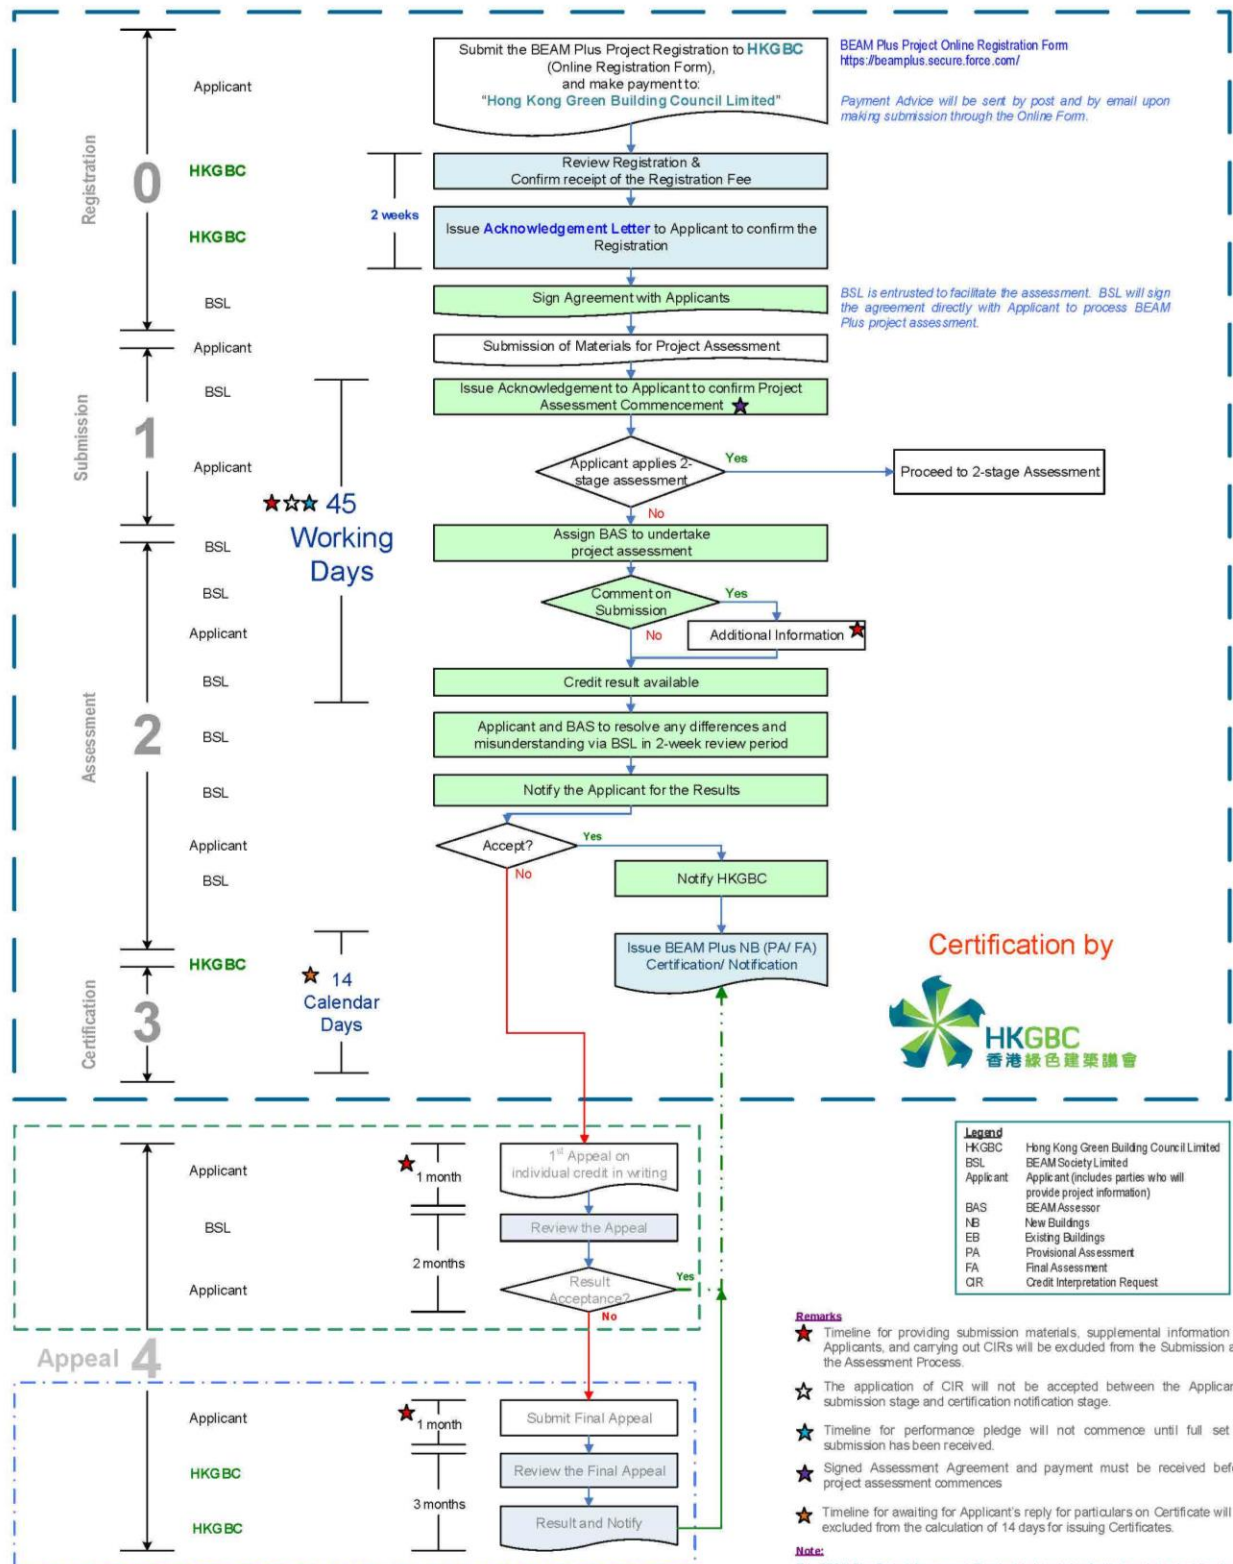 Submit the BEAM Plus Project Registration to HKGBC
(Online Registration Form),
and make payment to:
"Hong Kong Green Building Council Limited"
BEAM Plus Project Online Registration Form
https://beamplus.secure.force.com/
Payment Advice will be sent by post and by email upon
making submission through the Online Form.
Applicant
Registration
0
HKGBC
2 weeks
Review Registration &
Confirm receipt of the Registration Fee
HKGBC
Issue Acknowledgement Letter to Applicant to confirm the
Registration
BSL
Sign Agreement with Applicants
BSL is entrusted to facilitate the assessment. BSL will sign
the agreement directly with Applicant to process BEAM
Plus project assessment.
Applicant
Submission of Materials for Project Assessment
BSL
Issue Acknowledgement to Applicant to confirm Project
Assessment Commencement
Submission
1
Applicant
Applicant applies 2-
stage assessment
Yes
Proceed to 2-stage Assessment
No
45
Working
Days
BSL
Assign BAS to undertake
project assessment
BSL
Comment on
Submission
Yes
No
Applicant
Additional Information
BSL
Credit result available
Assessment
2
BSL
Applicant and BAS to resolve any differences and
misunderstanding via BSL in 2-week review period
BSL
Notify the Applicant for the Results
Applicant
Accept?
Yes
No
BSL
Notify HKGBC
HKGBC
Issue BEAM Plus NB (PA/ FA)
Certification/ Notification
Certification
3
14
Calendar
Days
Certification by
HKGBC
香港綠色建築議會
Applicant
1 month
1st Appeal on
individual credit in writing
BSL
2 months
Review the Appeal
Applicant
Result
Acceptance?
Yes
No
Legend
HKGBC Hong Kong Green Building Council Limited
BSL BEAM Society Limited
Applicant Applicant (includes parties who will
provide project information)
BAS BEAM Assessor
NB New Buildings
EB Existing Buildings
PA Provisional Assessment
FA Final Assessment
CIR Credit Interpretation Request
Appeal 4
Applicant
1 month
Submit Final Appeal
HKGBC
3 months
Review the Final Appeal
HKGBC
Result and Notify
Remarks
Timeline for providing submission materials, supplemental information
Applicants, and carrying out CIRs will be excluded from the Submission
the Assessment Process.
The application of CIR will not be accepted between the
submission stage and certification notification stage.
Timeline for performance pledge will not commence until full set
submission has been received.
Signed Assessment Agreement and payment must be received
project assessment commences
Timeline for awaiting for Applicant's reply for particulars on Certificate will
excluded from the calculation of 14 days for issuing Certificates.
Note: